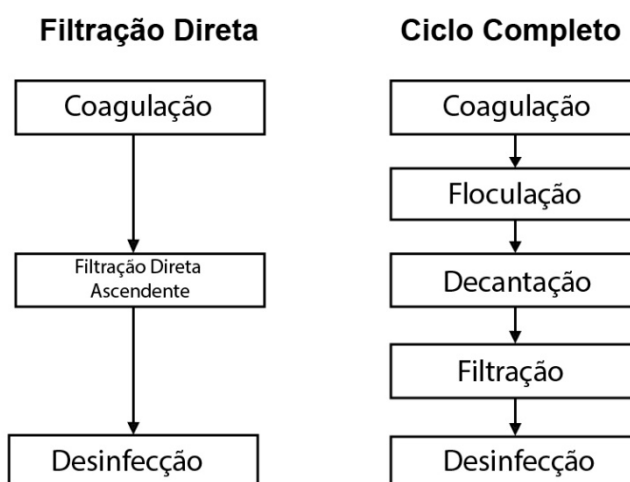 Filtração Direta
Coagulação
Filtração Direta
Ascendente
Desinfecção
Ciclo Completo
Coagulação
Floculação
Decantação
Filtração
Desinfecção